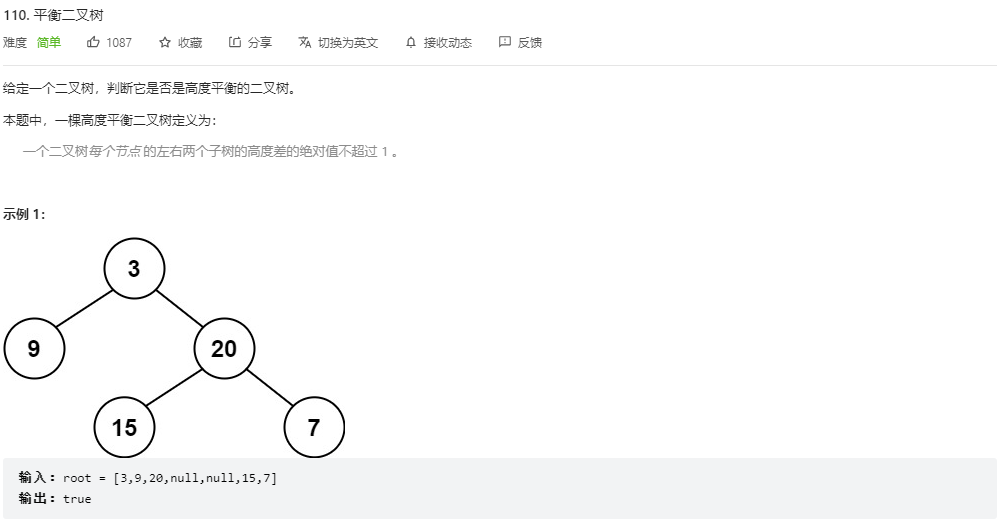 110. 平衡二叉树
难度 简单 1087 收藏 分享 切换为英文 接收动态 反馈
给定一个二叉树，判断它是否是高度平衡的二叉树。
本题中，一棵高度平衡二叉树定义为：
一个二叉树每个节点 的左右两个子树的高度差的绝对值不超过 1 。
示例 1：
3
9 20
15 7
输入：root = [3,9,20,null,null,15,7]
输出：true